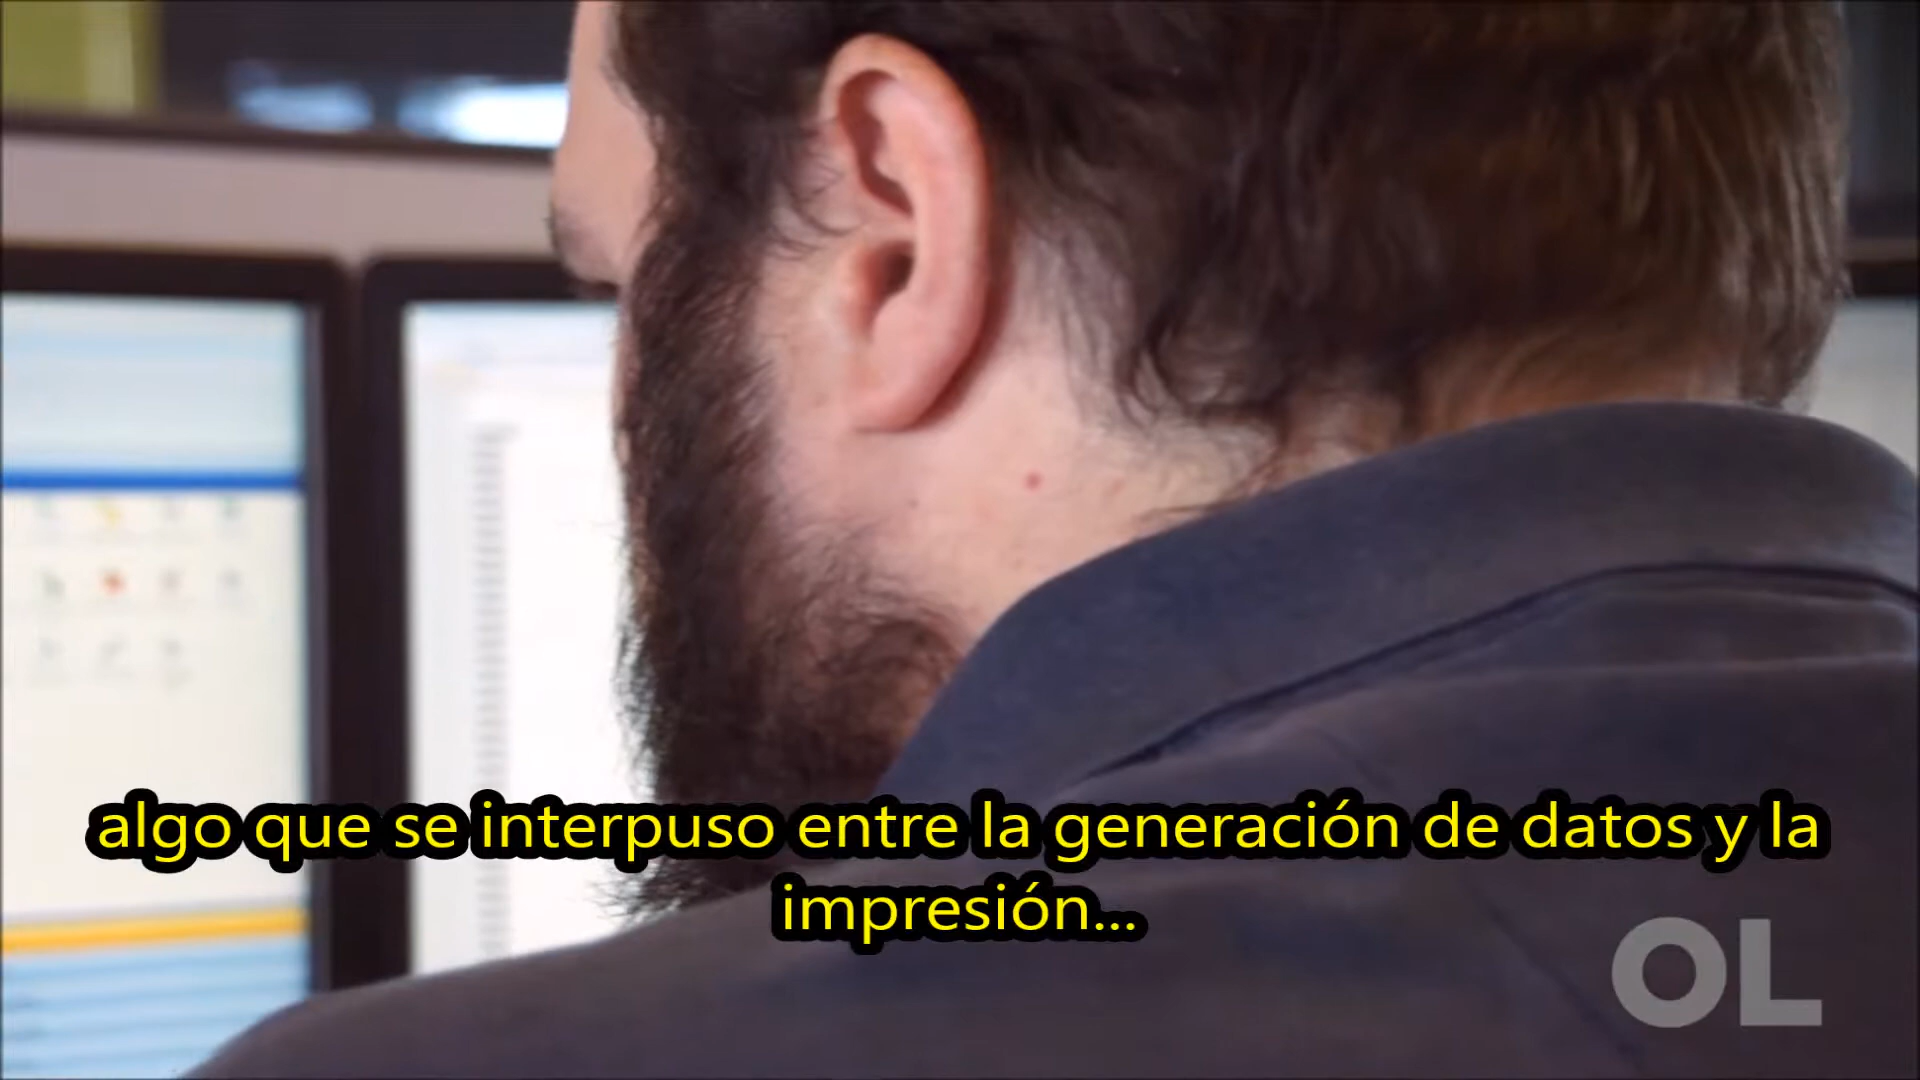 algo que se interpuso entre la generación de datos y la
impresión...
OL